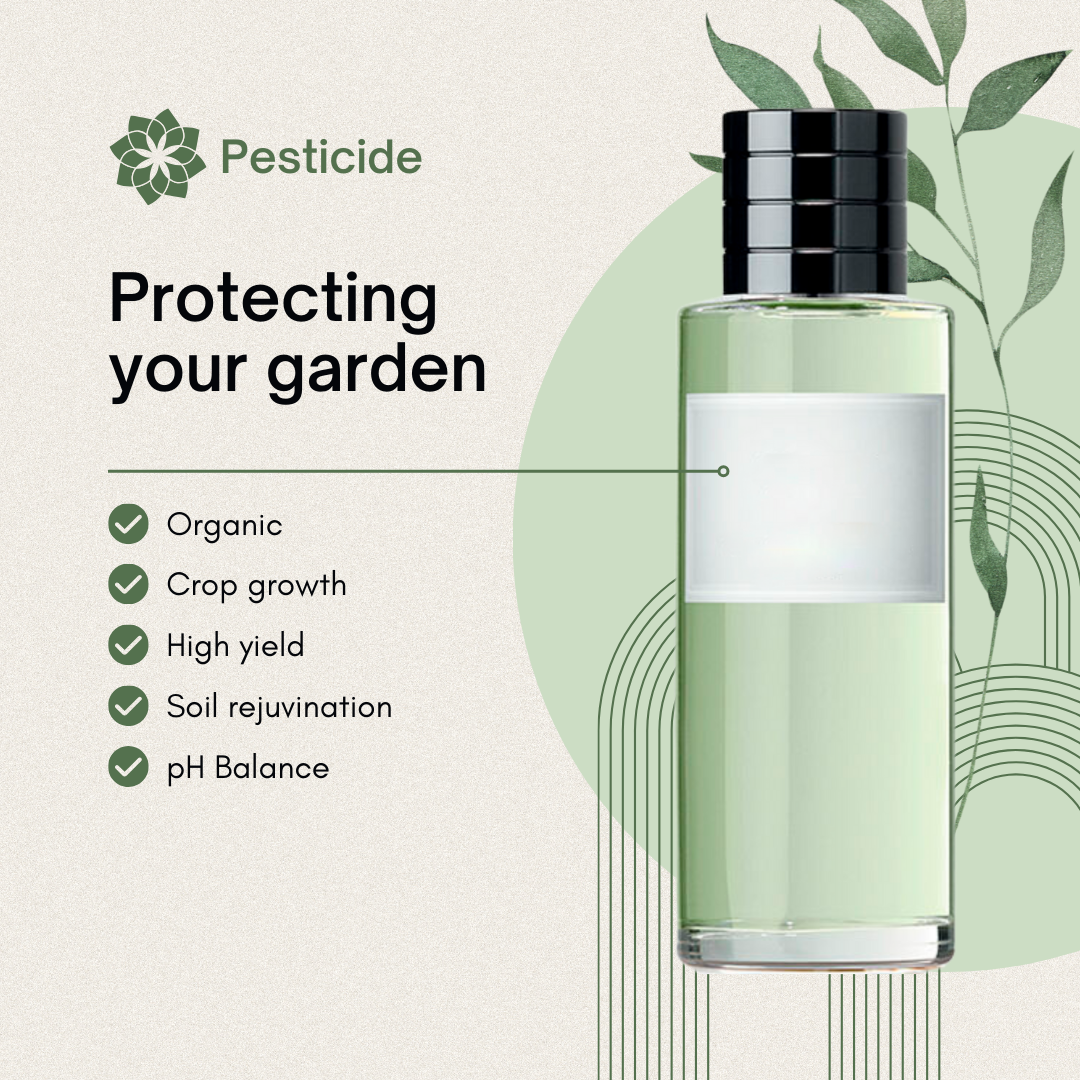 Pesticide
Protecting
your garden
Organic
Crop growth
High yield
Soil rejuvination
pH Balance